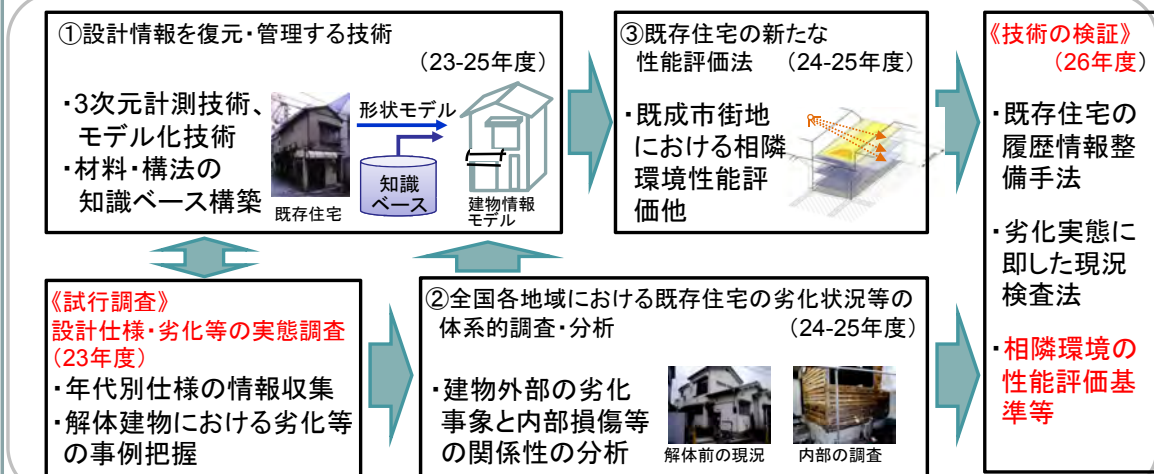 ①設計情報を復元・管理する技術
(23-25年度)
・3次元計測技術、
モデル化技術
・材料・構法の
知識ベース構築
既存住宅
形状モデル
知識
ベース
建物情報
モデル
③既存住宅の新たな
性能評価法 (24-25年度)
・既成市街地
における相隣
環境性能評
価他
《技術の検証》
(26年度)
・既存住宅の
履歴情報整
備手法
・劣化実態に
即した現況
検査法
・相隣環境の
性能評価基
準等
《試行調査》
設計仕様・劣化等の実態調査
(23年度)
・年代別仕様の情報収集
・解体建物における劣化等
の事例把握
②全国各地域における既存住宅の劣化状況等の
体系的調査・分析 (24-25年度)
・建物外部の劣化
事象と内部損傷等
の関係性の分析
解体前の現況
内部の調査